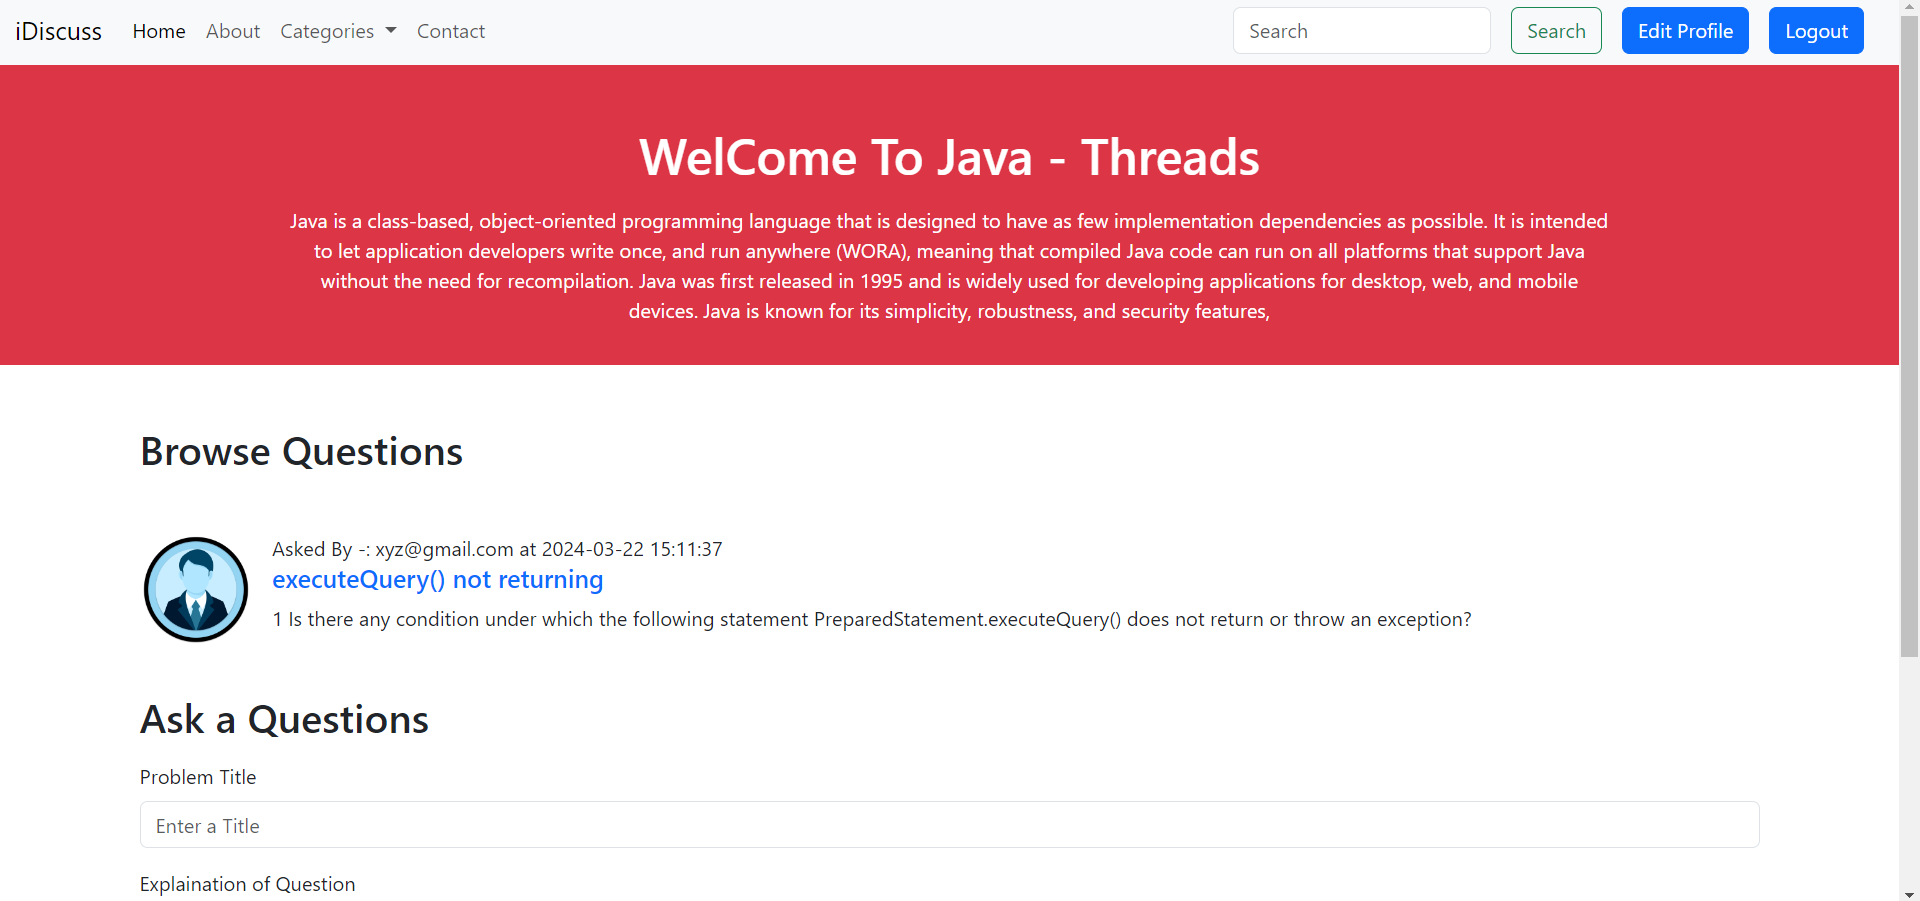 iDiscuss Home About Categories Contact Search Search Edit Profile Logout
WelCome To Java - Threads
Java is a class-based, object-oriented programming language that is designed to have as few implementation dependencies as possible. It is intended
to let application developers write once, and run anywhere (WORA), meaning that compiled Java code can run on all platforms that support Java
without the need for recompilation. Java was first released in 1995 and is widely used for developing applications for desktop, web, and mobile
devices. Java is known for its simplicity, robustness, and security features,
Browse Questions
Asked By -: xyz@gmail.com at 2024-03-22 15:11:37
executeQuery() not returning
1 Is there any condition under which the following statement PreparedStatement.executeQuery() does not return or throw an exception?
Ask a Questions
Problem Title
Enter a Title
Explaination of Question